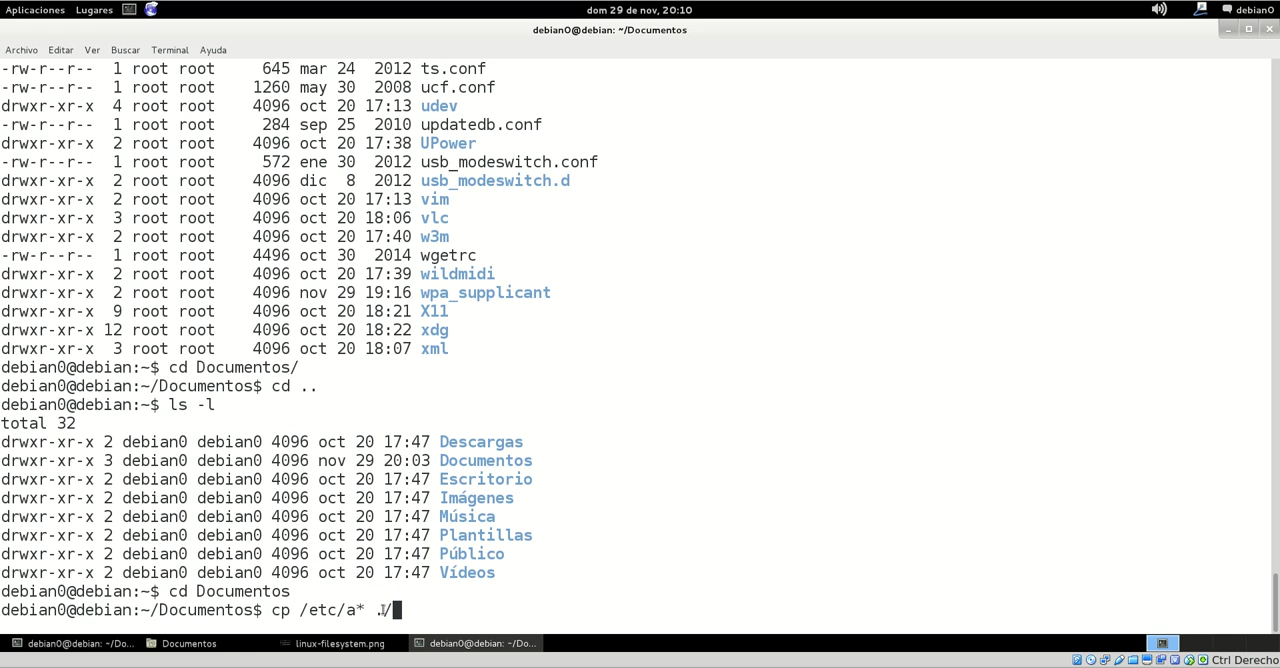 Aplicaciones Lugares dom 29 de nov, 20:10 debian0
debian0@debian: ~/Documentos
Archivo Editar Ver Buscar Terminal Ayuda
-rw-r--r-- 1 root root 645 mar 24 2012 ts.conf
-rw-r--r-- 1 root root 1260 may 30 2008 ucf.conf
drwxr-xr-x 4 root root 4096 oct 20 17:13 udev
-rw-r--r-- 1 root root 284 sep 25 2010 updatedb.conf
drwxr-xr-x 2 root root 4096 oct 20 17:38 UPower
-rw-r--r-- 1 root root 572 ene 30 2012 usb_modeswitch.conf
drwxr-xr-x 2 root root 4096 dic 8 2012 usb_modeswitch.d
drwxr-xr-x 2 root root 4096 oct 20 17:13 vim
drwxr-xr-x 3 root root 4096 oct 20 18:06 vlc
drwxr-xr-x 2 root root 4096 oct 20 17:40 w3m
-rw-r--r-- 1 root root 4496 oct 30 2014 wgetrc
drwxr-xr-x 2 root root 4096 oct 20 17:39 wildmidi
drwxr-xr-x 2 root root 4096 nov 29 19:16 wpa_supplicant
drwxr-xr-x 9 root root 4096 oct 20 18:21 X11
drwxr-xr-x 12 root root 4096 oct 20 18:22 xdg
drwxr-xr-x 3 root root 4096 oct 20 18:07 xml
debian0@debian:~$ cd Documentos/
debian0@debian:~/Documentos$ cd ..
debian0@debian:~$ ls -l
total 32
drwxr-xr-x 2 debian0 debian0 4096 oct 20 17:47 Descargas
drwxr-xr-x 3 debian0 debian0 4096 nov 29 20:03 Documentos
drwxr-xr-x 2 debian0 debian0 4096 oct 20 17:47 Escritorio
drwxr-xr-x 2 debian0 debian0 4096 oct 20 17:47 Imágenes
drwxr-xr-x 2 debian0 debian0 4096 oct 20 17:47 Música
drwxr-xr-x 2 debian0 debian0 4096 oct 20 17:47 Plantillas
drwxr-xr-x 2 debian0 debian0 4096 oct 20 17:47 Público
drwxr-xr-x 2 debian0 debian0 4096 oct 20 17:47 Vídeos
debian0@debian:~$ cd Documentos
debian0@debian:~/Documentos$ cp /etc/a* ./
debian0@debian: ~/Do... Documentos linux-filesystem.png debian0@debian: ~/Do...
Ctrl Derecho